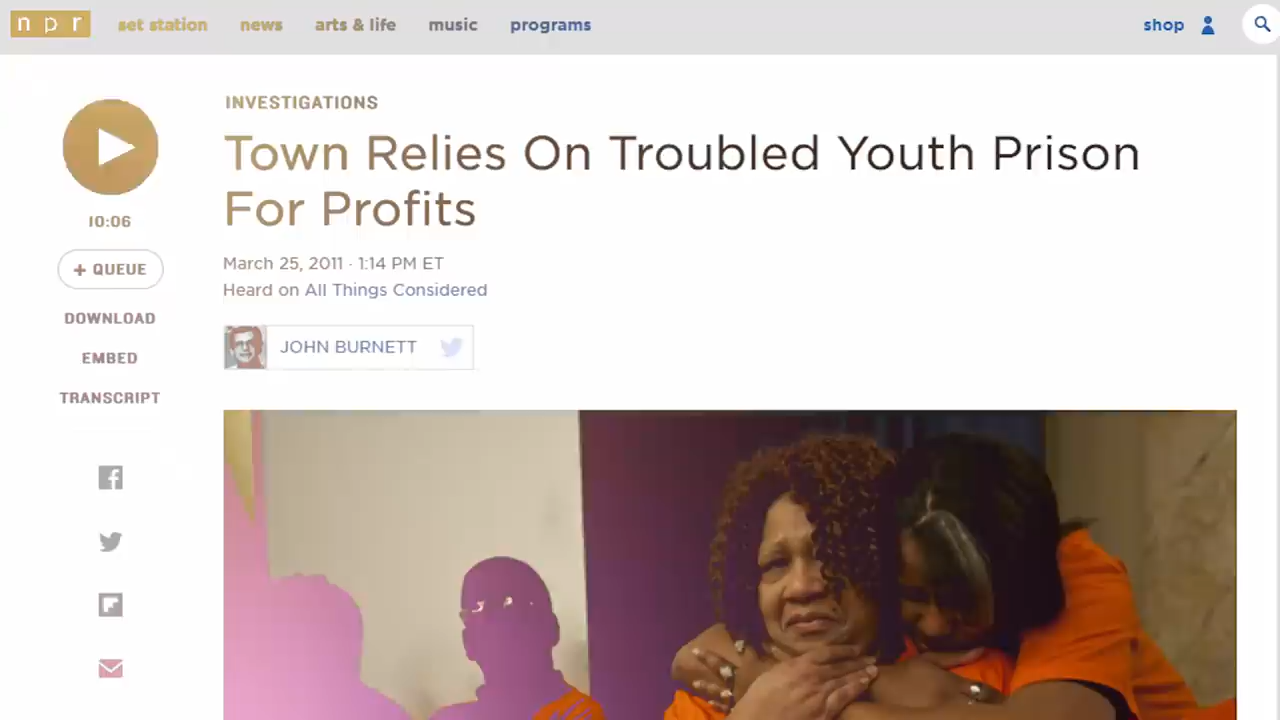 npr set station news arts & life music programs shop
INVESTIGATIONS
Town Relies On Troubled Youth Prison
For Profits
10:06
March 25, 2011 · 1:14 PM ET
+ QUEUE
Heard on All Things Considered
DOWNLOAD
JOHN BURNETT
EMBED
TRANSCRIPT